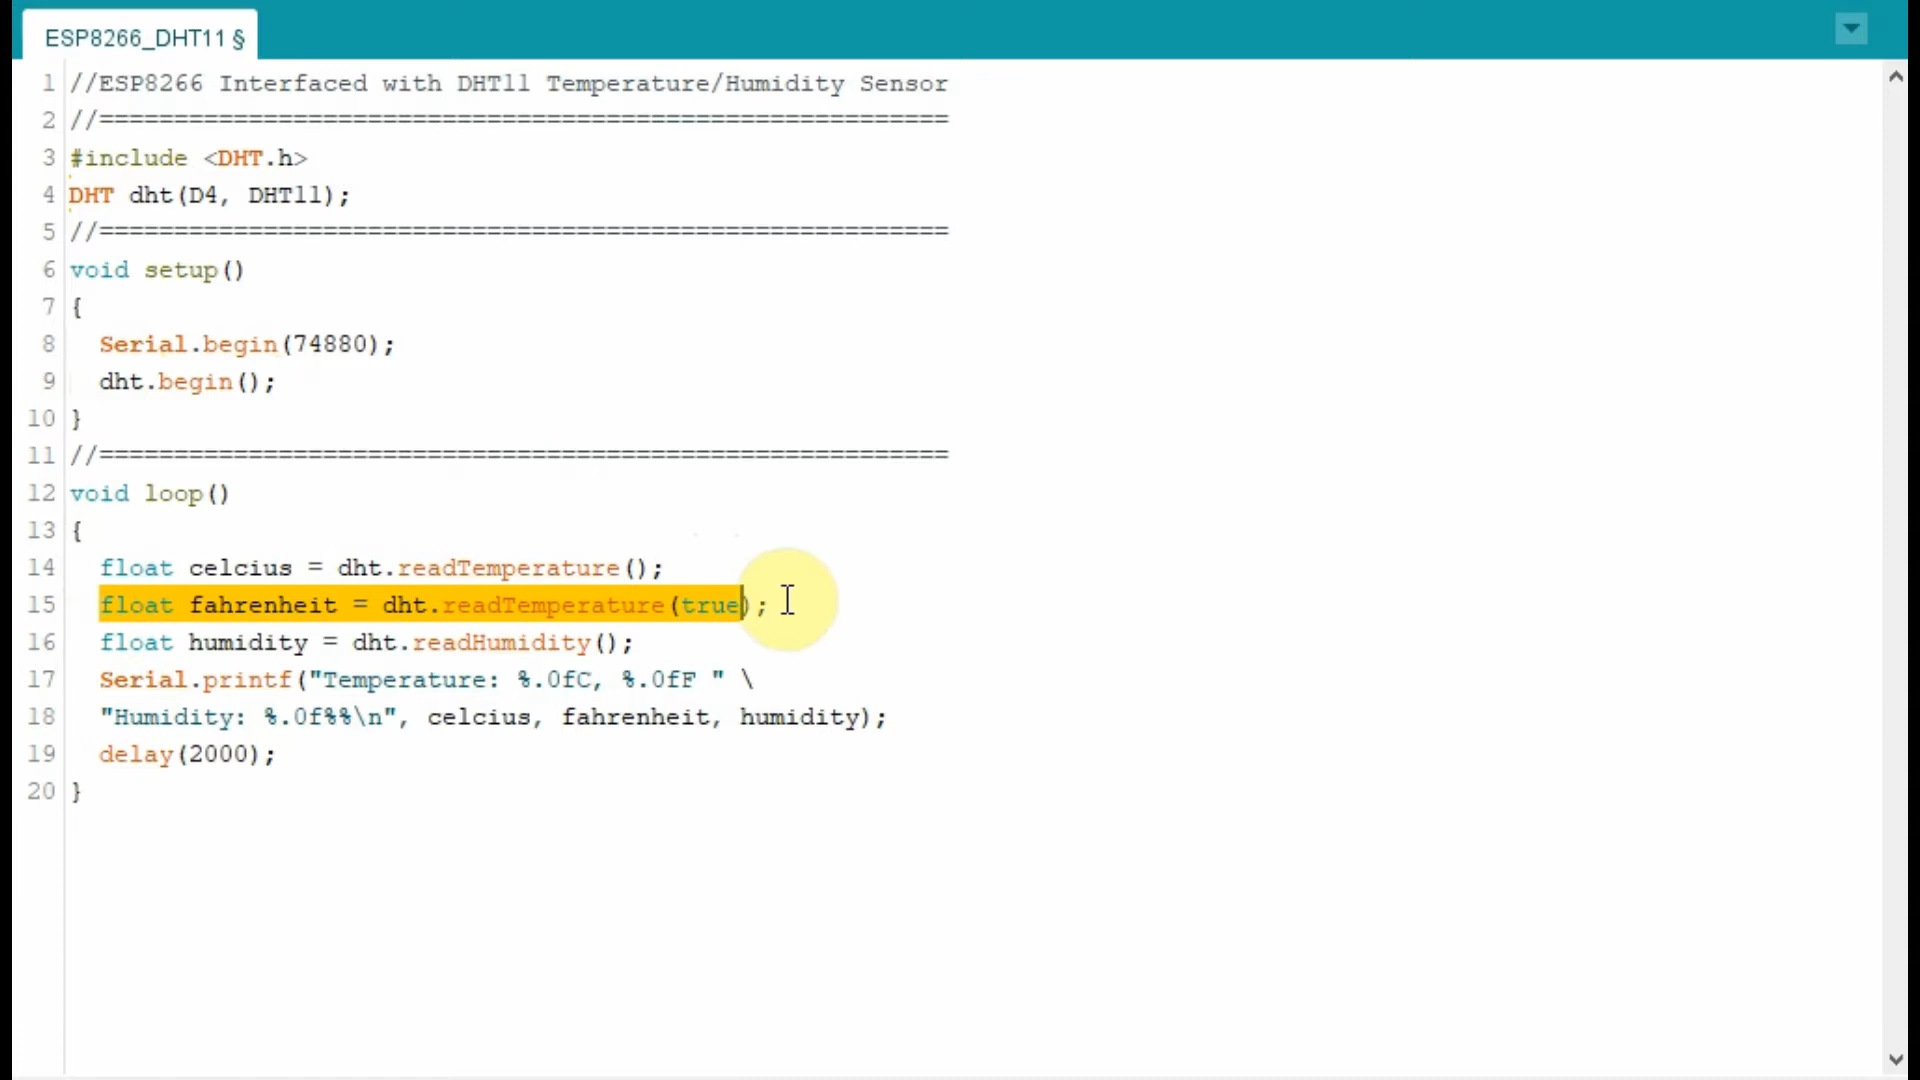 ESP8266_DHT11 §
1 //ESP8266 Interfaced with DHT11 Temperature/Humidity Sensor
2 //=========================================================
3 #include <DHT.h>
4 DHT dht(D4, DHT11);
5 //=========================================================
6 void setup()
7 {
8   Serial.begin(74880);
9   dht.begin();
10 }
11 //=========================================================
12 void loop()
13 {
14   float celcius = dht.readTemperature();
15   float fahrenheit = dht.readTemperature(true);
16   float humidity = dht.readHumidity();
17   Serial.printf("Temperature: %.0fC, %.0fF " \
18   "Humidity: %.0f%%\n", celcius, fahrenheit, humidity);
19   delay(2000);
20 }